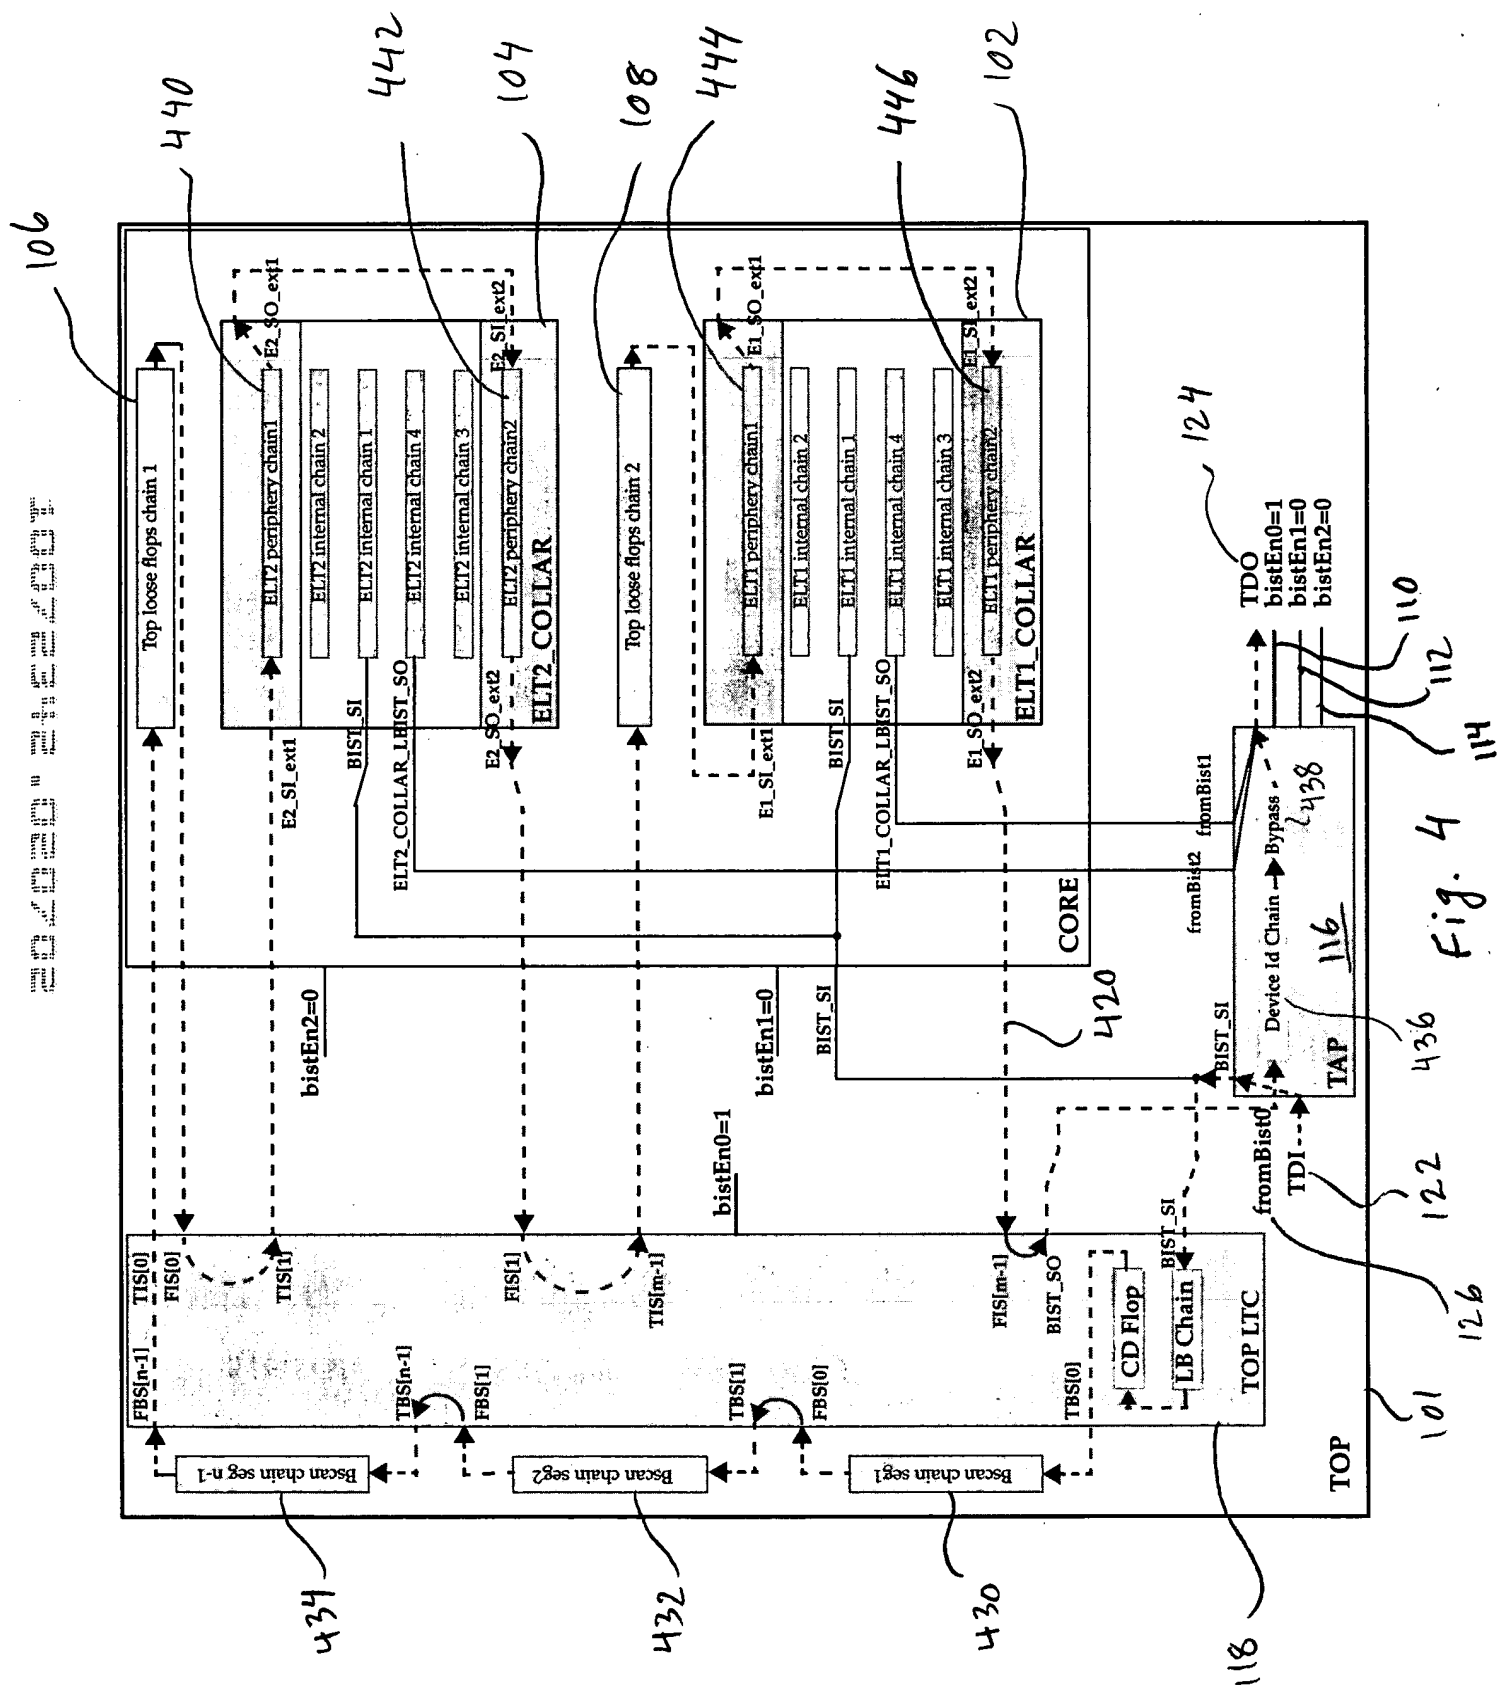 10072312.020702
106
440
442
104
108
444
446
102
Top loose flops chain 1
E2_SO_ext1
ELT2 periphery chain1
ELT2 internal chain 2
ELT2 internal chain 1
ELT2 internal chain 4
ELT2 internal chain 3
ELT2 periphery chain2
E2_SI_ext2
ELT2_COLLAR
Top loose flops chain 2
E1_SO_ext1
ELT1 periphery chain1
ELT1 internal chain 2
ELT1 internal chain 1
ELT1 internal chain 4
ELT1 internal chain 3
ELT1 periphery chain2
E1_SI_ext2
ELT1_COLLAR
E2_SI_ext1
BIST_SI
ELT2_COLLAR_LBIST_SO
E2_SO_ext2
E1_SI_ext1
BIST_SI
ELT1_COLLAR_LBIST_SO
E1_SO_ext2
CORE
124
TDO
bistEn0=1
bistEn1=0
bistEn2=0
110
112
114
fromBist1
fromBist2
Bypass
438
Device Id Chain
116
436
TAP
BIST_SI
Fig. 4
bistEn2=0
bistEn1=0
BIST_SI
420
bistEn0=1
fromBist0
TDI
122
126
TIS[0]
FIS[0]
TIS[1]
FIS[1]
TIS[m-1]
FIS[m-1]
BIST_SO
BIST_SI
CD Flop
LB Chain
TOP LTC
FBS[n-1]
TBS[n-1]
FBS[1]
TBS[1]
FBS[0]
TBS[0]
Bscan chain seg n-1
Bscan chain seg2
Bscan chain seg1
TOP
101
434
432
430
118